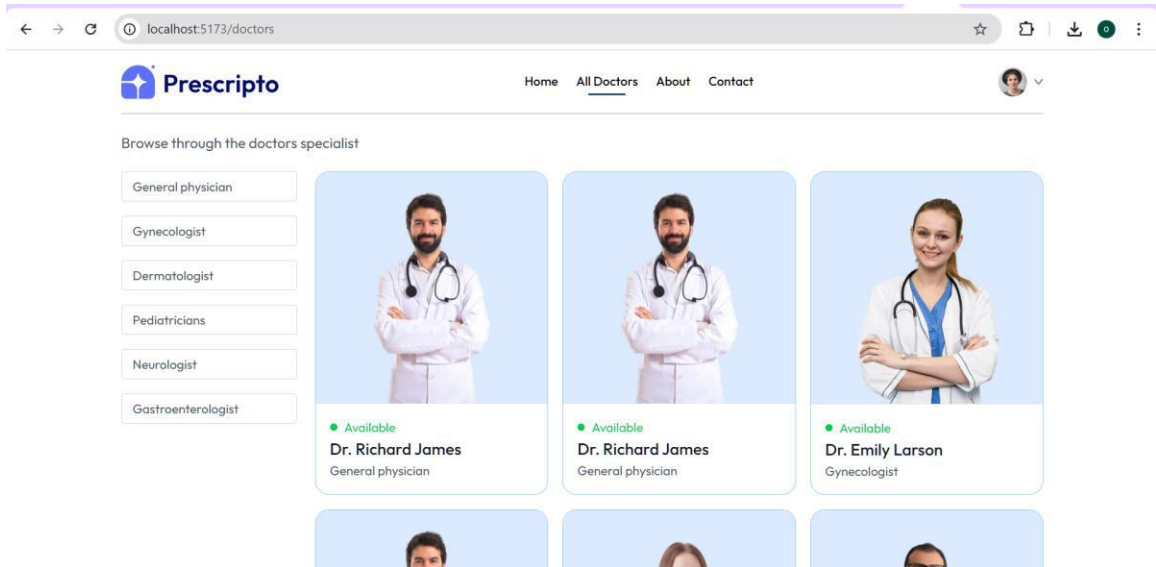 localhost:5173/doctors
o
Prescripto
Home All Doctors About Contact
Browse through the doctors specialist
General physician
Gynecologist
Dermatologist
Pediatricians
Neurologist
Gastroenterologist
Available
Dr. Richard James
General physician
Available
Dr. Richard James
General physician
Available
Dr. Emily Larson
Gynecologist